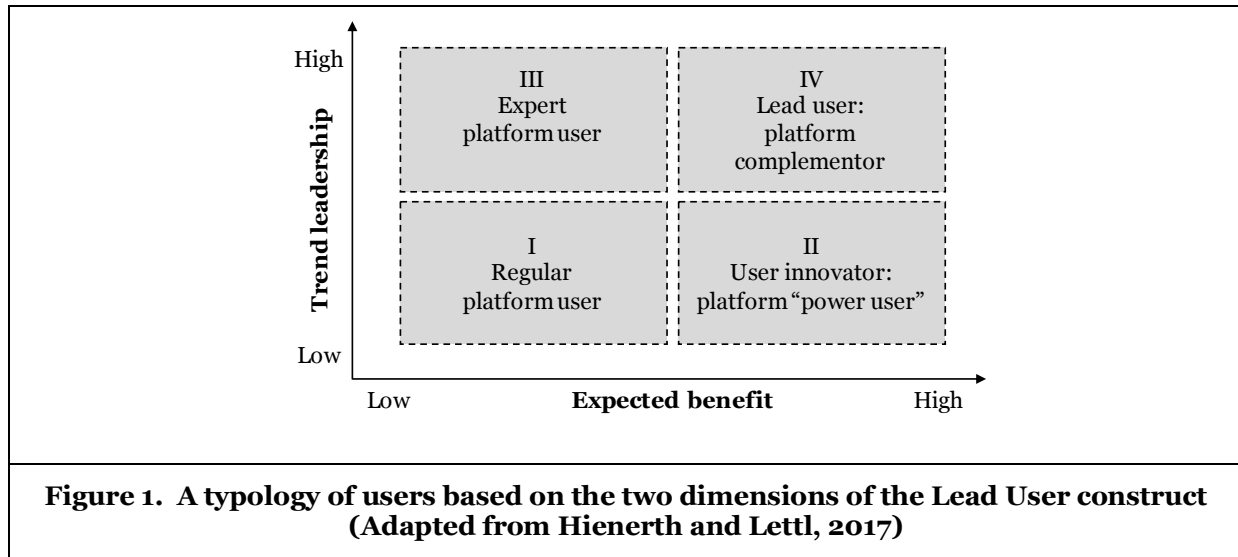 High
Trend leadership
Low
III
Expert
platform user
IV
Lead user:
platform
complementor
I
Regular
platform user
II
User innovator:
platform “power user”
Low
Expected benefit
High
Figure 1. A typology of users based on the two dimensions of the Lead User construct
(Adapted from Hienerth and Lettl, 2017)